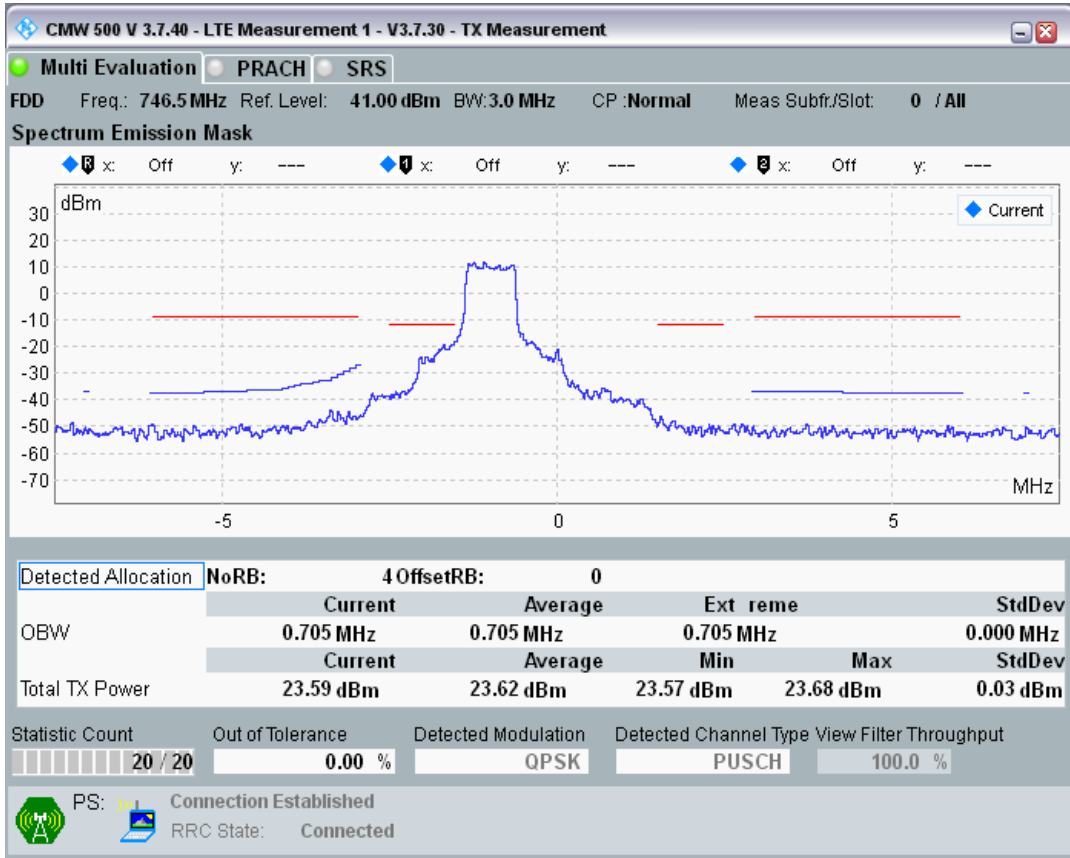 CMW 500 V 3.7.40 - LTE Measurement 1 - V3.7.30 - TX Measurement
Multi Evaluation PRACH SRS
FDD Freq.: 746.5 MHz Ref. Level: 41.00 dBm BW: 3.0 MHz CP :Normal Meas Subfr./Slot: 0 / All
Spectrum Emission Mask
R x: Off y: --- 1 x: Off y: --- 2 x: Off y: ---
dBm
Current
30
20
10
0
-10
-20
-30
-40
-50
-60
-70
MHz
-5 0 5
Detected Allocation NoRB: 4 OffsetRB: 0
Current Average Ext reme StdDev
OBW 0.705 MHz 0.705 MHz 0.705 MHz 0.000 MHz
Current Average Min Max StdDev
Total TX Power 23.59 dBm 23.62 dBm 23.57 dBm 23.68 dBm 0.03 dBm
Statistic Count Out of Tolerance Detected Modulation Detected Channel Type View Filter Throughput
20 / 20 0.00 % QPSK PUSCH 100.0 %
PS: Connection Established
RRC State: Connected